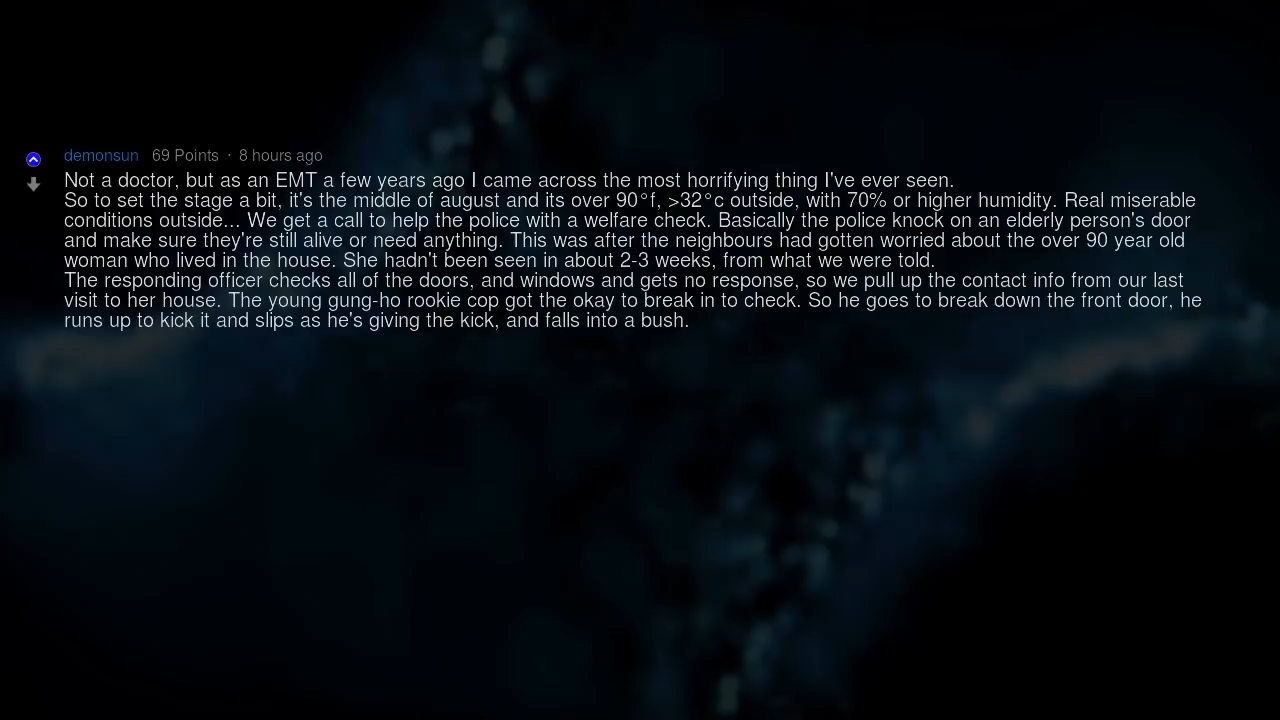 demonsun 69 Points · 8 hours ago
Not a doctor, but as an EMT a few years ago I came across the most horrifying thing I've ever seen.
So to set the stage a bit, it's the middle of august and its over 90°f, >32°c outside, with 70% or higher humidity. Real miserable
conditions outside... We get a call to help the police with a welfare check. Basically the police knock on an elderly person's door
and make sure they're still alive or need anything. This was after the neighbours had gotten worried about the over 90 year old
woman who lived in the house. She hadn't been seen in about 2-3 weeks, from what we were told.
The responding officer checks all of the doors, and windows and gets no response, so we pull up the contact info from our last
visit to her house. The young gung-ho rookie cop got the okay to break in to check. So he goes to break down the front door, he
runs up to kick it and slips as he's giving the kick, and falls into a bush.